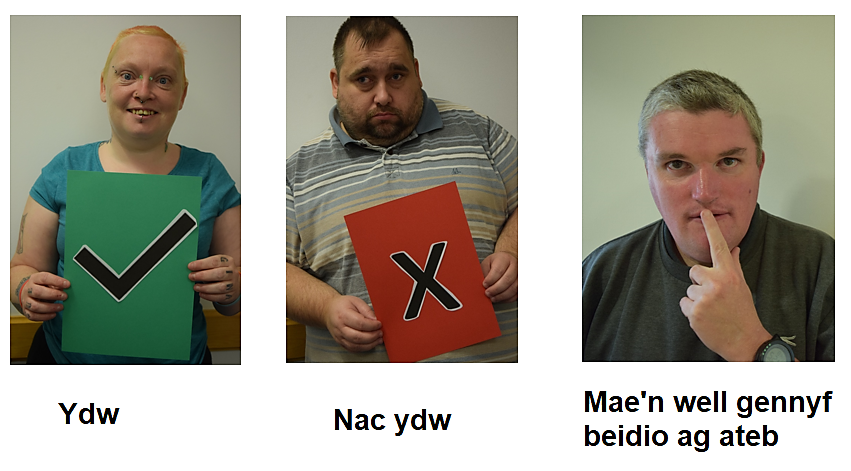 Ydw
Nac ydw
Mae'n well gennyf
beidio ag ateb